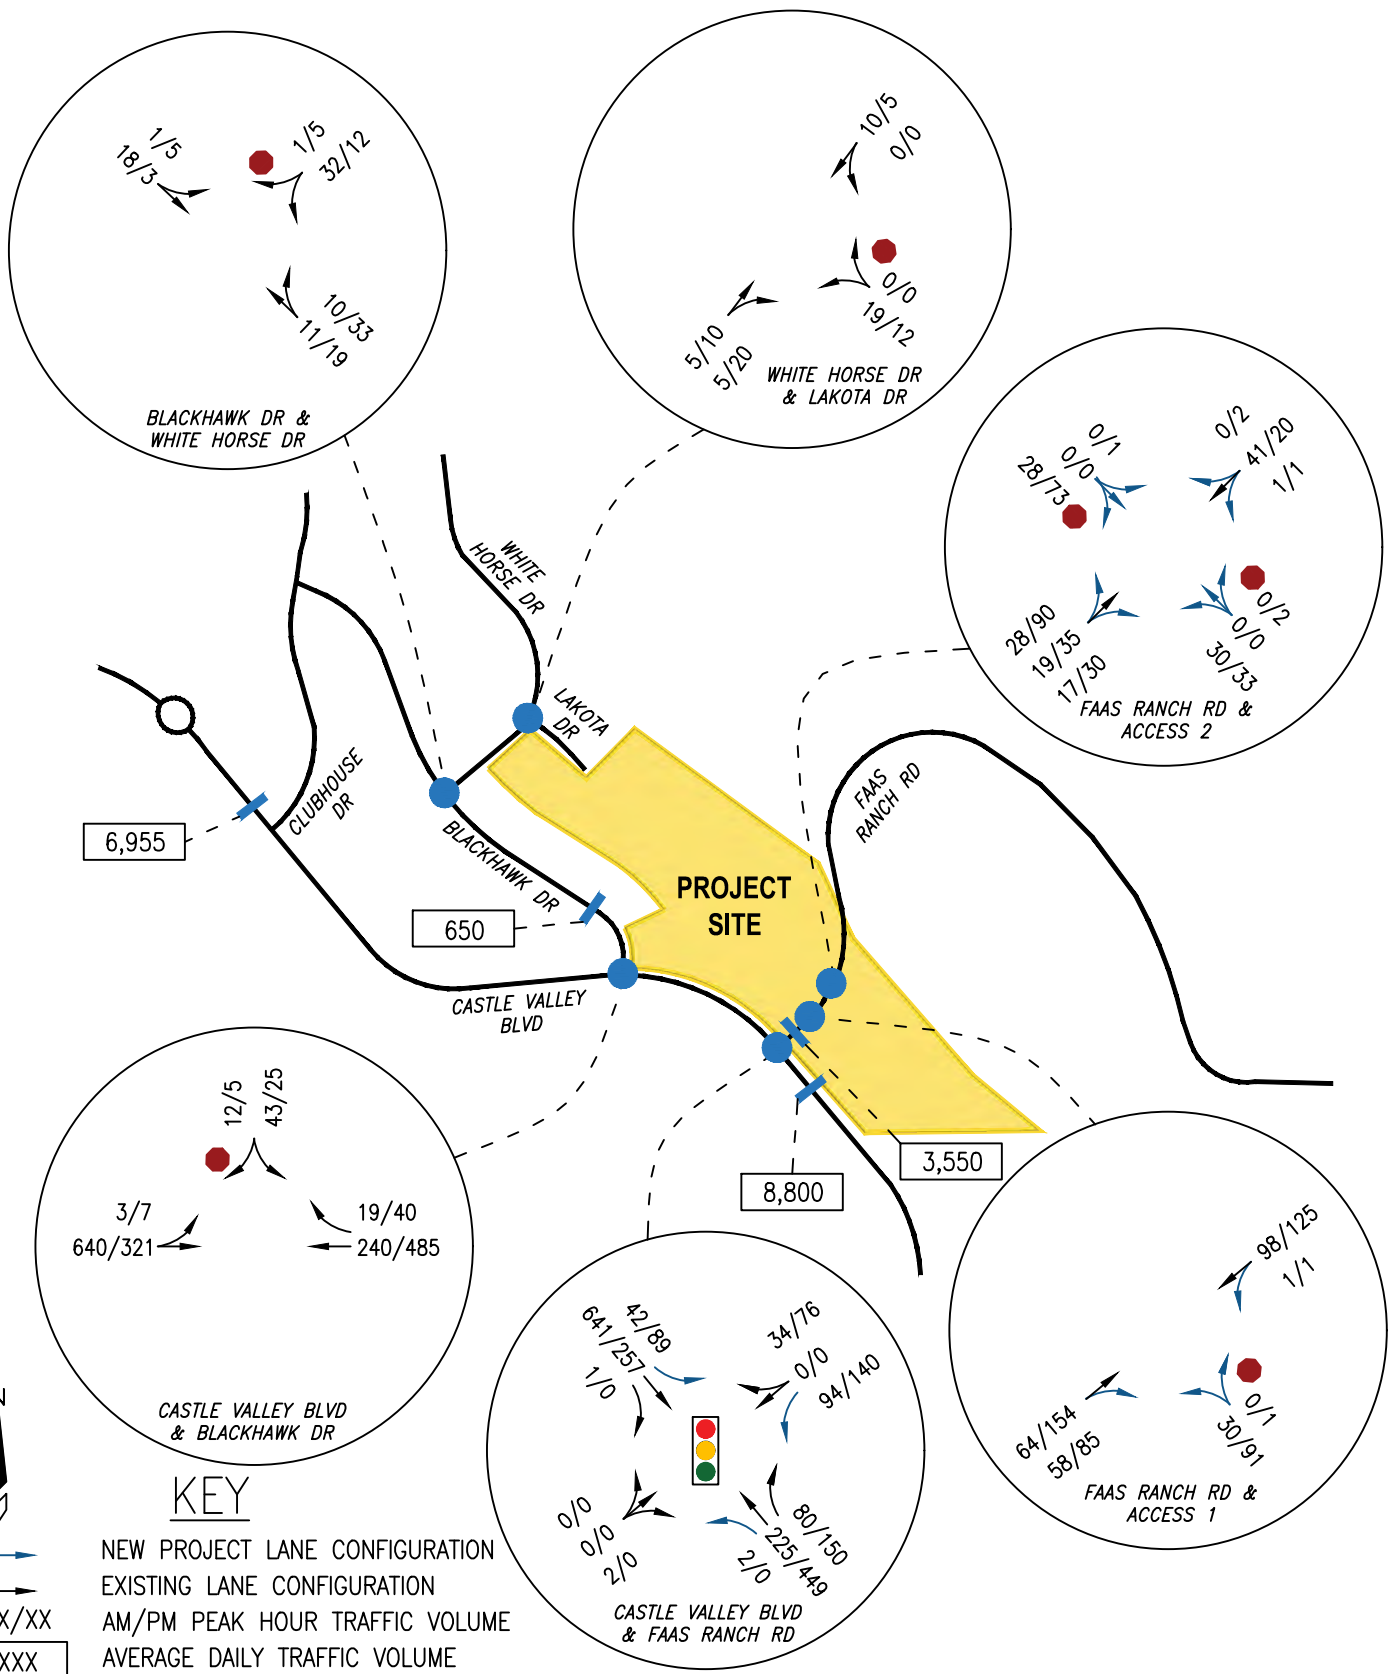 1/5
18/3
1/5
32/12
10/33
11/19
BLACKHAWK DR &
WHITE HORSE DR
10/5
0/0
0/0
19/12
5/10
5/20
WHITE HORSE DR
& LAKOTA DR
0/1
0/0
28/73
0/2
41/20
1/1
28/90
19/35
17/30
0/2
0/0
30/33
FAAS RANCH RD &
ACCESS 2
WHITE
HORSE DR
LAKOTA
DR
CLUBHOUSE
DR
BLACKHAWK DR
FAAS
RANCH RD
6,955
650
PROJECT
SITE
CASTLE VALLEY
BLVD
3,550
8,800
12/5
43/25
3/7
640/321
19/40
240/485
CASTLE VALLEY BLVD
& BLACKHAWK DR
42/89
641/257
1/0
34/76
0/0
94/140
0/0
0/0
2/0
80/150
225/449
2/0
CASTLE VALLEY BLVD
& FAAS RANCH RD
98/125
1/1
64/154
58/85
0/1
30/91
FAAS RANCH RD &
ACCESS 1
N
KEY
NEW PROJECT LANE CONFIGURATION
EXISTING LANE CONFIGURATION
X/XX AM/PM PEAK HOUR TRAFFIC VOLUME
XXX AVERAGE DAILY TRAFFIC VOLUME